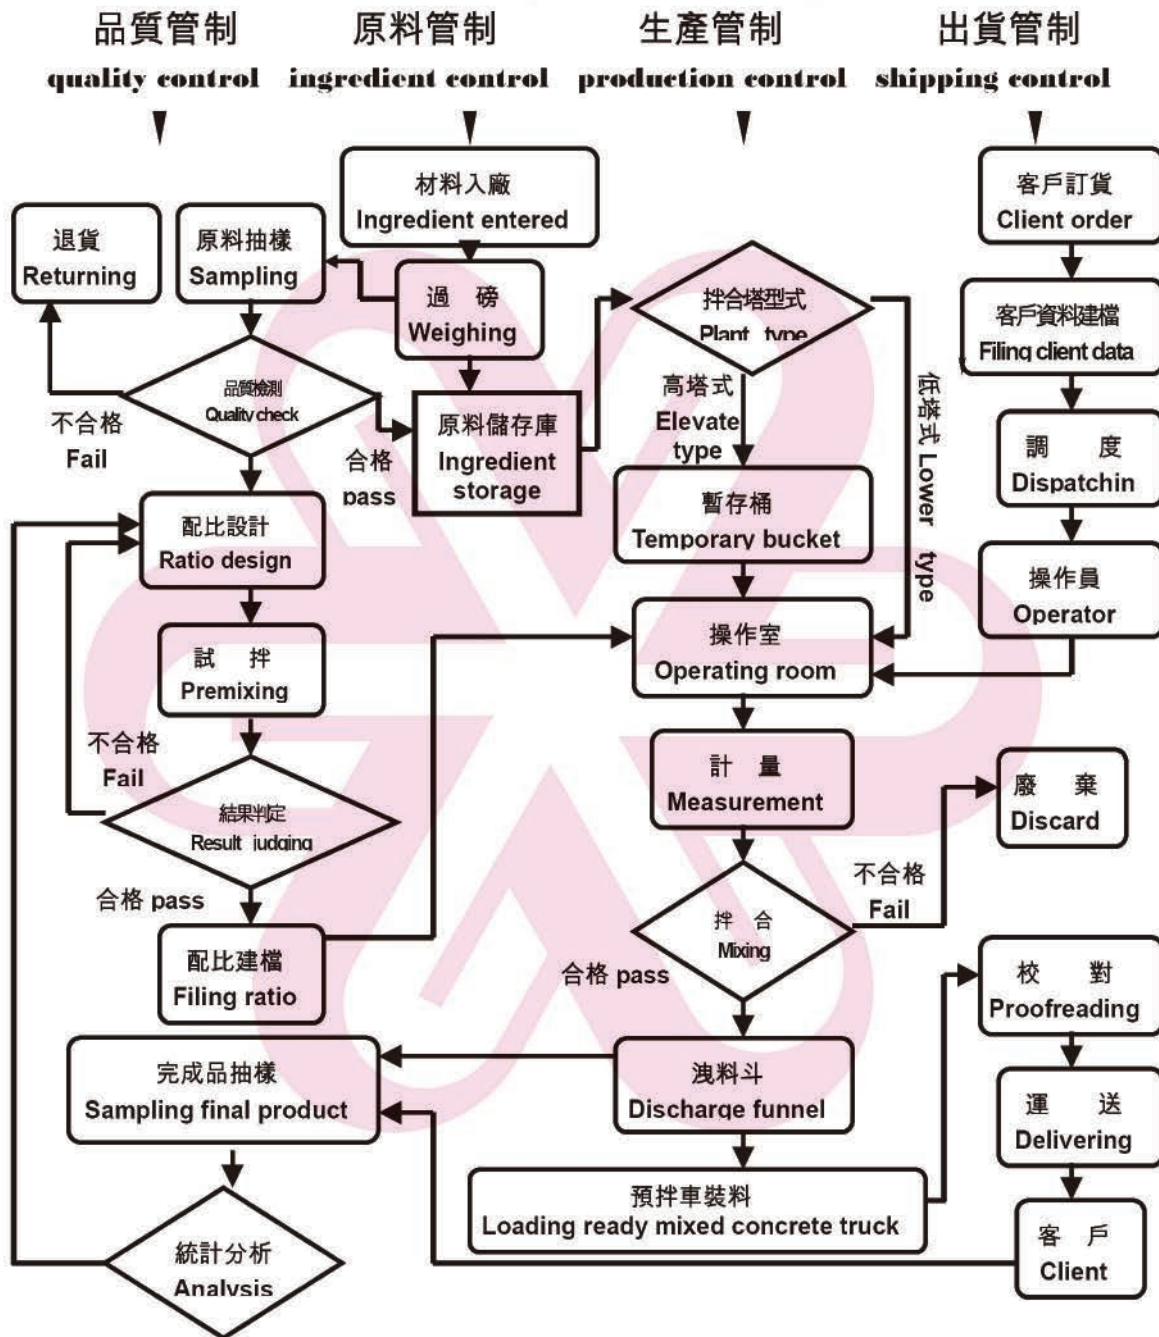 品質管制
quality control
原料管制
ingredient control
生產管制
production control
出貨管制
shipping control
退貨
Returning
原料抽樣
Sampling
材料入廠
Ingredient entered
過 磅
Weighing
拌合塔型式
Plant type
客戶訂貨
Client order
客戶資料建檔
Filing client data
品質檢測
Quality check
不合格
Fail
合格
pass
原料儲存庫
Ingredient
storage
高塔式
Elevate
type
低塔式 Lower type
調 度
Dispatchin
暫存桶
Temporary bucket
配比設計
Ratio design
操作員
Operator
試 拌
Premixing
操作室
Operating room
不合格
Fail
計 量
Measurement
廢 棄
Discard
結果判定
Result judging
合格 pass
不合格
Fail
拌 合
Mixing
合格 pass
配比建檔
Filing ratio
校 對
Proofreading
完成品抽樣
Sampling final product
洩料斗
Discharge funnel
運 送
Delivering
預拌車裝料
Loading ready mixed concrete truck
客 戶
Client
統計分析
Analysis